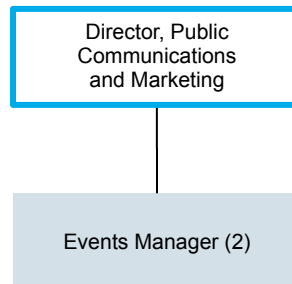 Director, Public
Communications
and Marketing
Events Manager (2)